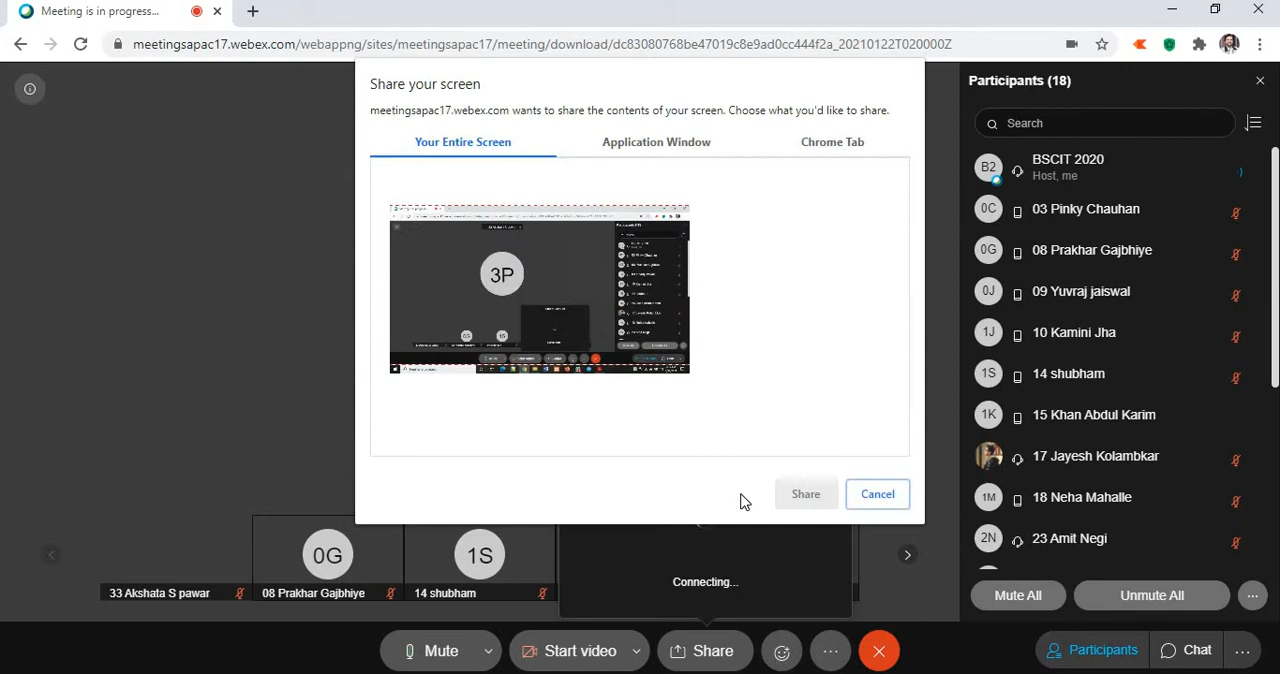 Meeting is in progress...
meetingsapac17.webex.com/webappng/sites/meetingsapac17/meeting/download/dc83080768be47019c8e9ad0cc444f2a_20210122T020000Z
Share your screen
meetingsapac17.webex.com wants to share the contents of your screen. Choose what you'd like to share.
Your Entire Screen
Application Window
Chrome Tab
3P
Share
Cancel
Connecting...
33 Akshata S pawar
0G
08 Prakhar Gajbhiye
1S
14 shubham
Participants (18)
Search
B2
BSCIT 2020
Host, me
0C
03 Pinky Chauhan
0G
08 Prakhar Gajbhiye
0J
09 Yuvraj jaiswal
1J
10 Kamini Jha
1S
14 shubham
1K
15 Khan Abdul Karim
17 Jayesh Kolambkar
1M
18 Neha Mahalle
2N
23 Amit Negi
Mute All
Unmute All
Mute
Start video
Share
Participants
Chat